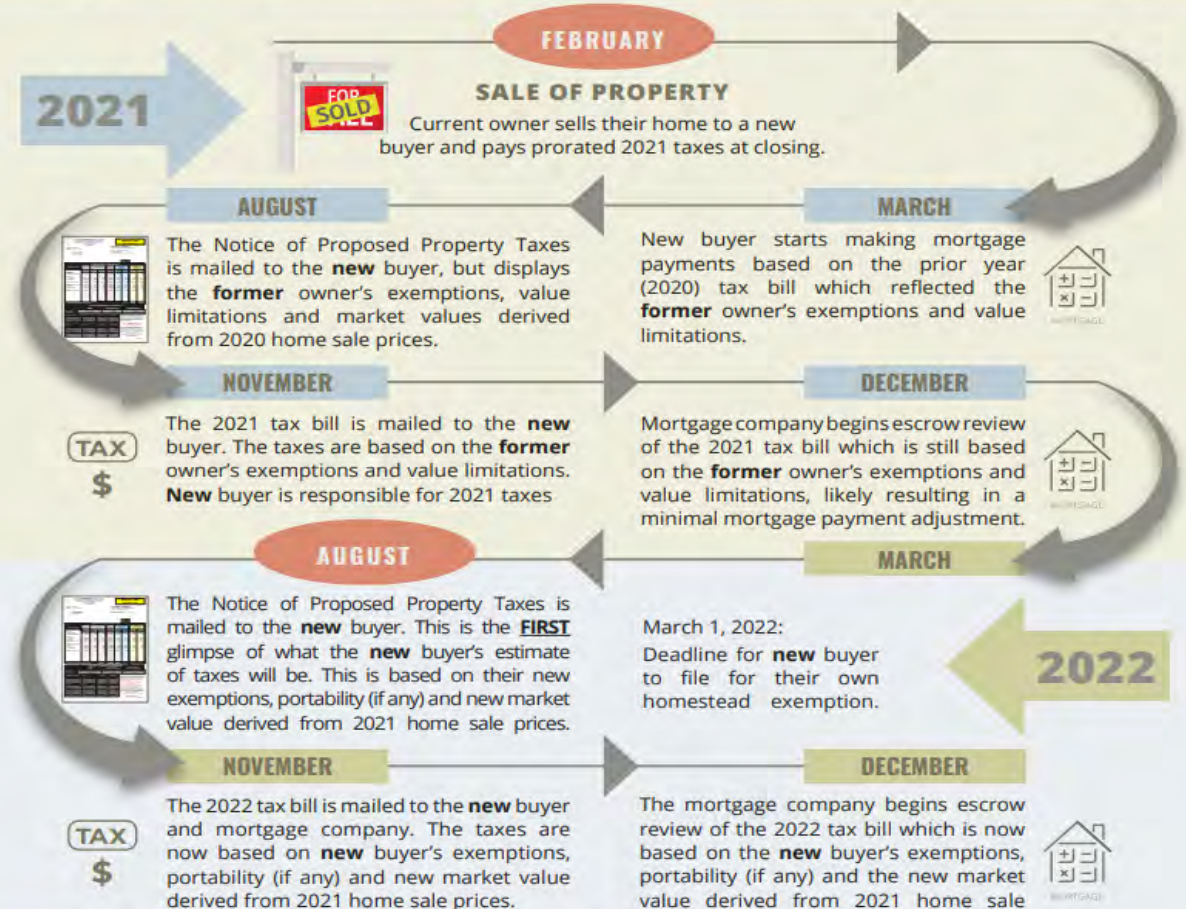 FEBRUARY
2021
FOR
SOLD
SALE OF PROPERTY
Current owner sells their home to a new
buyer and pays prorated 2021 taxes at closing.
MARCH
New buyer starts making mortgage
payments based on the prior year
(2020) tax bill which reflected the
former owner's exemptions and value
limitations.
MORTGAGE
AUGUST
The Notice of Proposed Property Taxes
is mailed to the new buyer, but displays
the former owner's exemptions, value
limitations and market values derived
from 2020 home sale prices.
NOVEMBER
TAX
$
The 2021 tax bill is mailed to the new
buyer. The taxes are based on the former
owner's exemptions and value limitations.
New buyer is responsible for 2021 taxes
DECEMBER
Mortgage company begins escrow review
of the 2021 tax bill which is still based
on the former owner's exemptions and
value limitations, likely resulting in a
minimal mortgage payment adjustment.
MORTGAGE
MARCH
2022
March 1, 2022:
Deadline for new buyer
to file for their own
homestead exemption.
AUGUST
The Notice of Proposed Property Taxes is
mailed to the new buyer. This is the FIRST
glimpse of what the new buyer's estimate
of taxes will be. This is based on their new
exemptions, portability (if any) and new market
value derived from 2021 home sale prices.
NOVEMBER
TAX
$
The 2022 tax bill is mailed to the new buyer
and mortgage company. The taxes are
now based on new buyer's exemptions,
portability (if any) and new market value
derived from 2021 home sale prices.
DECEMBER
The mortgage company begins escrow
review of the 2022 tax bill which is now
based on the new buyer's exemptions,
portability (if any) and the new market
value derived from 2021 home sale
MORTGAGE